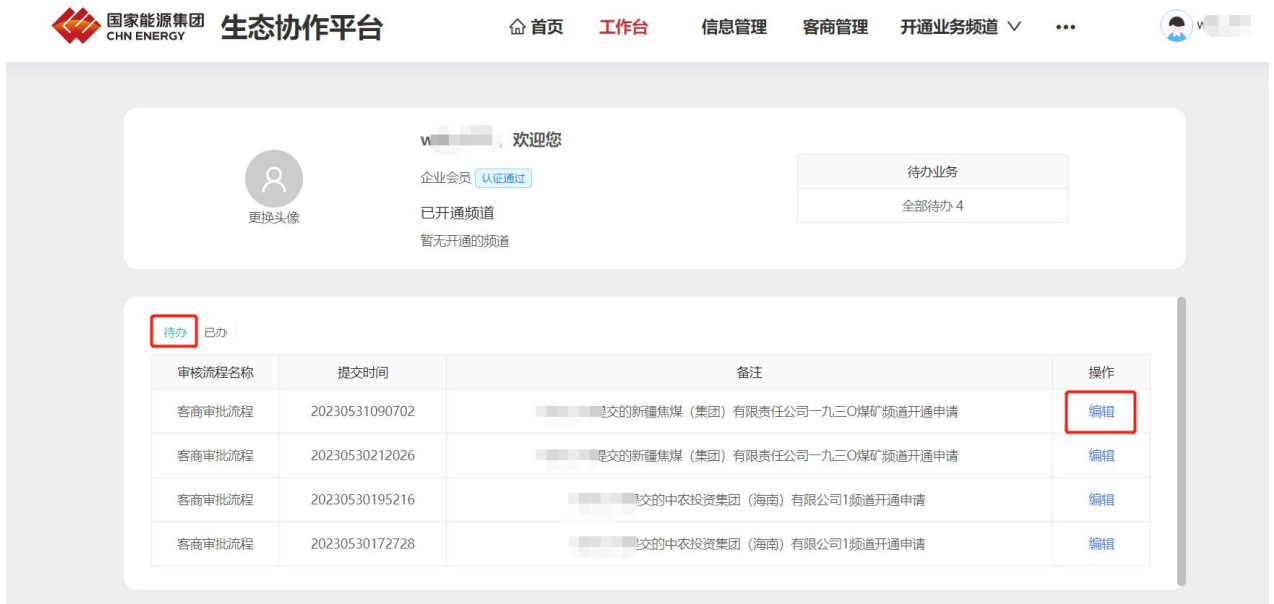 国家能源集团
CHN ENERGY
生态协作平台
首页 工作台 信息管理 客商管理 开通业务频道 •••
欢迎您
企业会员 认证通过
已开通频道
暂无开通的频道
更换头像
待办业务
全部待办 4
待办 已办
审核流程名称 提交时间 备注 操作
客商审批流程 20230531090702 交的新疆焦煤（集团）有限责任公司一九三O煤矿频道开通申请 编辑
客商审批流程 20230530212026 交的新疆焦煤（集团）有限责任公司一九三O煤矿频道开通申请 编辑
客商审批流程 20230530195216 交的中农投资集团（海南）有限公司1频道开通申请 编辑
客商审批流程 20230530172728 交的中农投资集团（海南）有限公司1频道开通申请 编辑